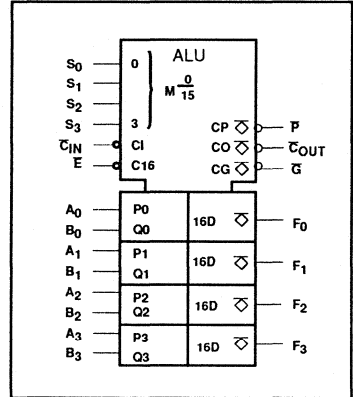 ALU
S₀ 0
S₁
S₂ M 0/15
S₃ 3 CP P̅
C̅IN CI CO C̅OUT
E̅ C16 CG G̅
A₀ P0 16D F₀
B₀ Q0
A₁ P1 16D F₁
B₁ Q1
A₂ P2 16D F₂
B₂ Q2
A₃ P3 16D F₃
B₃ Q3